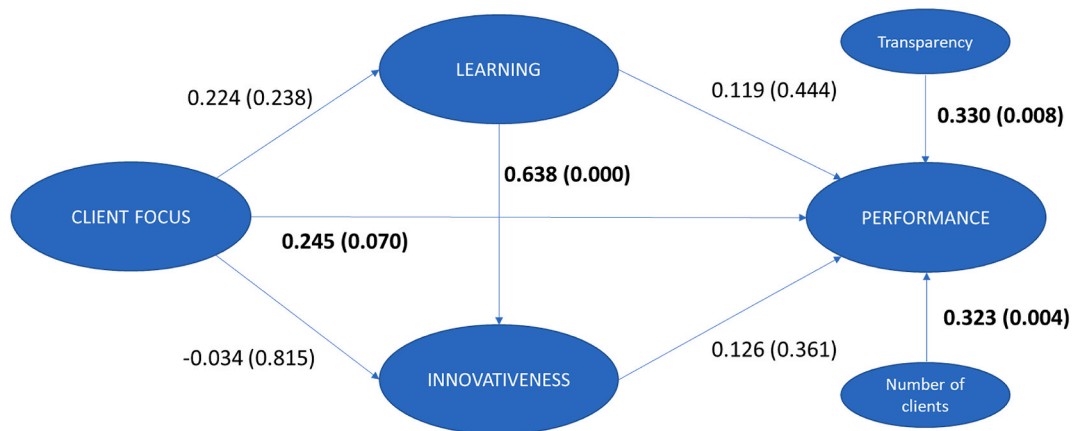 Transparency
LEARNING
0.224 (0.238)
0.119 (0.444)
0.330 (0.008)
0.638 (0.000)
CLIENT FOCUS
PERFORMANCE
0.245 (0.070)
0.323 (0.004)
-0.034 (0.815)
0.126 (0.361)
INNOVATIVENESS
Number of
clients